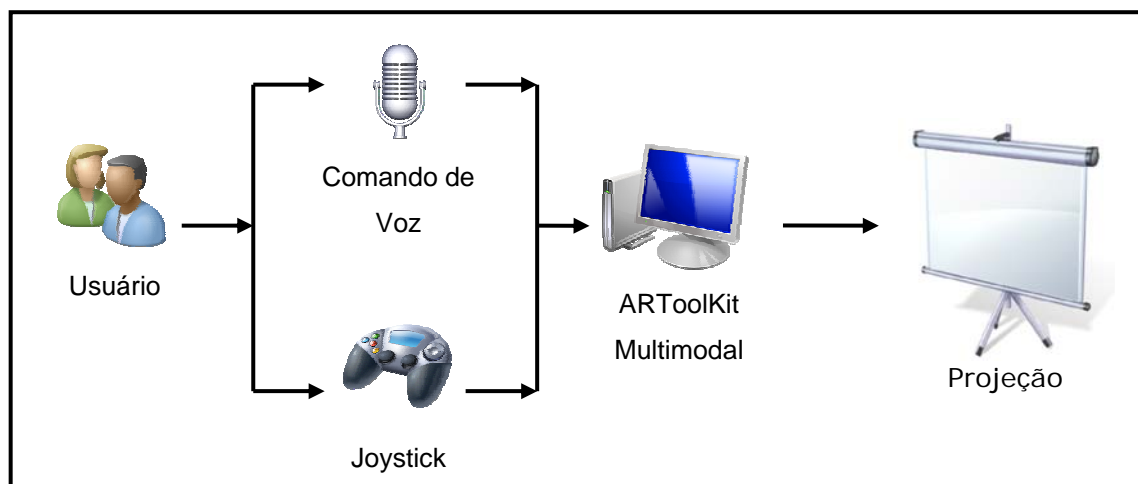 Usuário
Comando de
Voz
Joystick
ARToolKit
Multimodal
Projeção